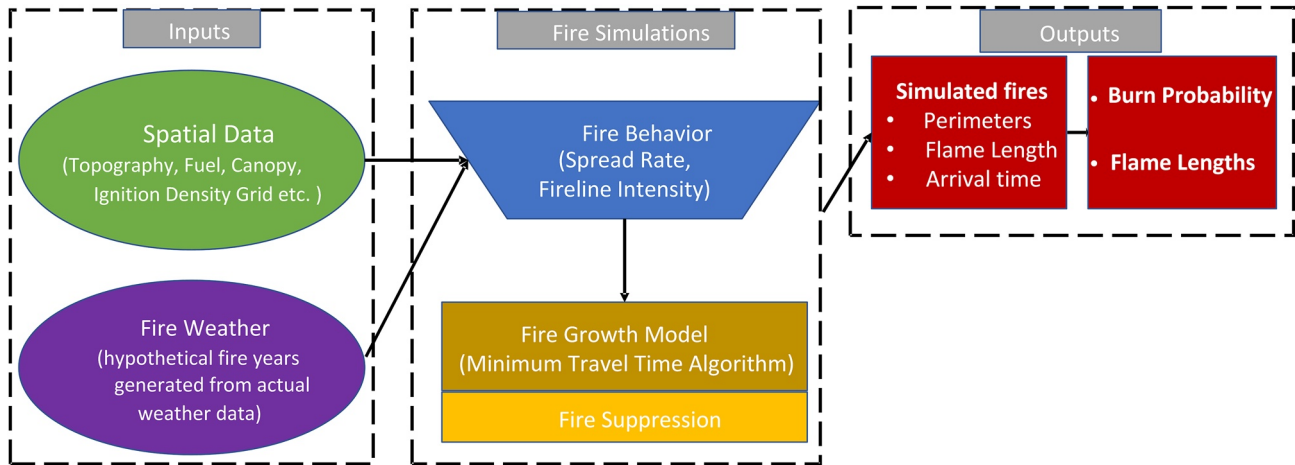 Inputs
Spatial Data
(Topography, Fuel, Canopy,
Ignition Density Grid etc. )
Fire Weather
(hypothetical fire years
generated from actual
weather data)
Fire Simulations
Fire Behavior
(Spread Rate,
Fireline Intensity)
Fire Growth Model
(Minimum Travel Time Algorithm)
Fire Suppression
Outputs
Simulated fires
• Perimeters
• Flame Length
• Arrival time
• Burn Probability
• Flame Lengths